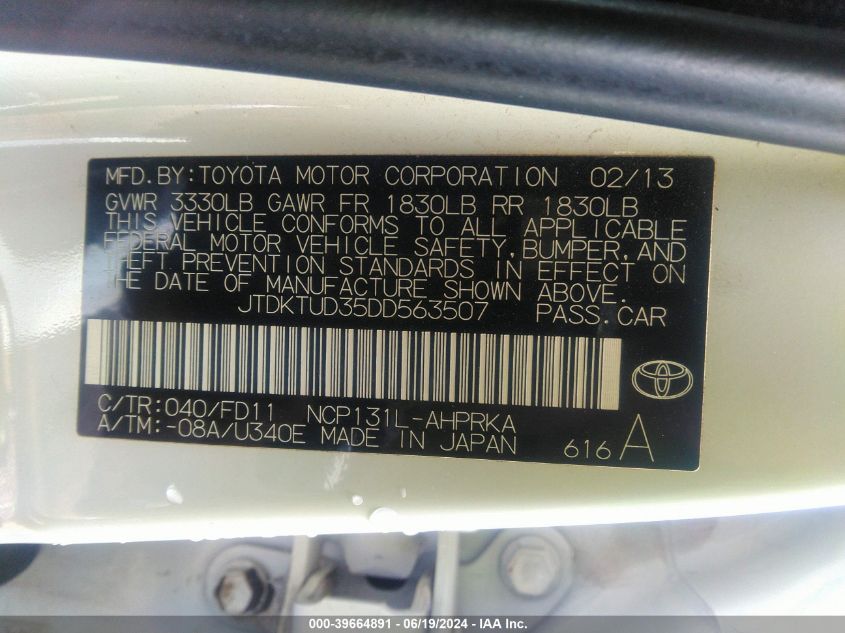 MFD.BY:TOYOTA MOTOR CORPORATION 02/13
GVWR 3330LB GAWR FR 1830LB RR 1830LB
THIS VEHICLE CONFORMS TO ALL APPLICABLE
FEDERAL MOTOR VEHICLE SAFETY, BUMPER, AND
THEFT PREVENTION STANDARDS IN EFFECT ON
THE DATE OF MANUFACTURE SHOWN ABOVE.
JTDKTUD35DD563507 PASS.CAR
C/TR:040/FD11 NCP131L-AHPRKA
A/TM:-08A/U340E MADE IN JAPAN
616 A
000-39664891 - 06/19/2024 - IAA Inc.